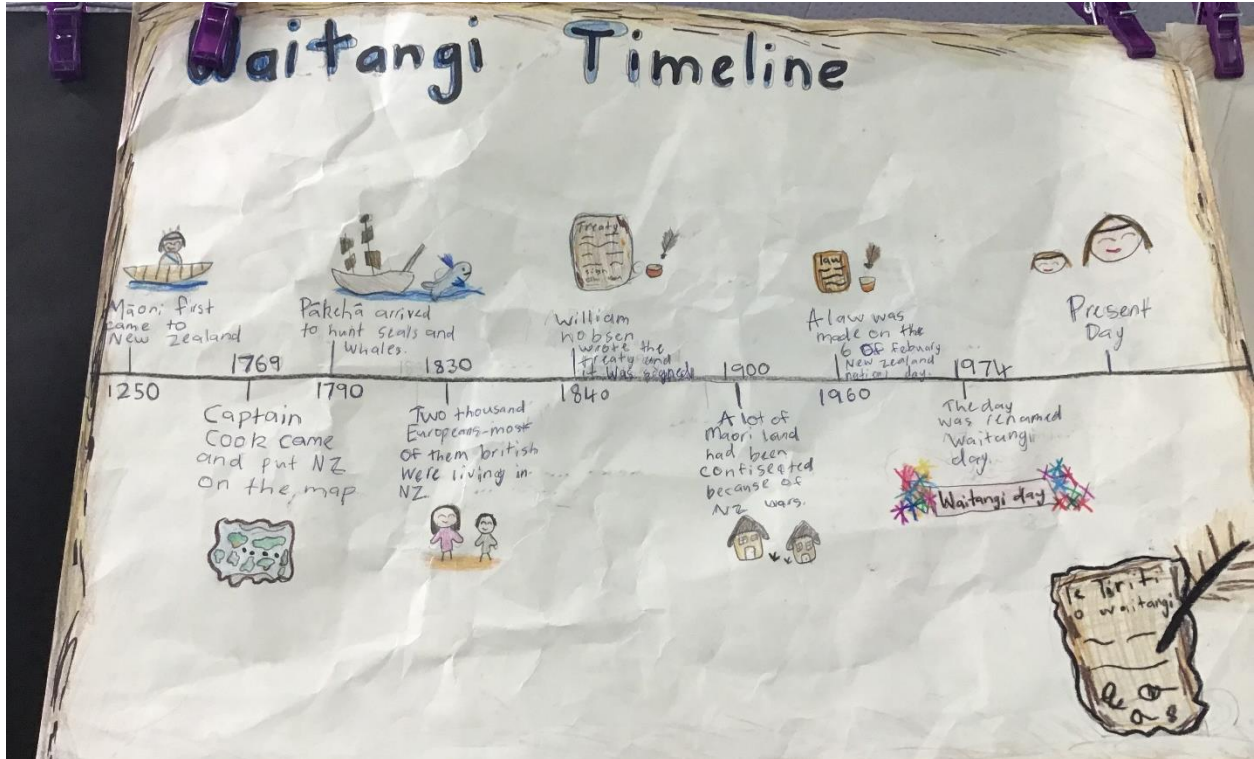 Waitangi Timeline
Māori first
came to
New Zealand
1250
1769
Captain
Cook came
and put NZ
on the map
Pākehā arrived
to hunt seals and
whales.
1790
1830
Two thousand
Europeans-most
of them british
were living in
NZ
Treaty
sign
William
hobsen
wrote the
treaty and
it was signed
1840
1900
A lot of
Maori land
had been
confiscated
because of
NZ wars.
law
A law was
made on the
6 OF febuary
New zealand
natical day.
1960
1974
The day
was renamed
Waitangi
day.
Waitangi day
Present
Day
Te Tiriti
o waitangi